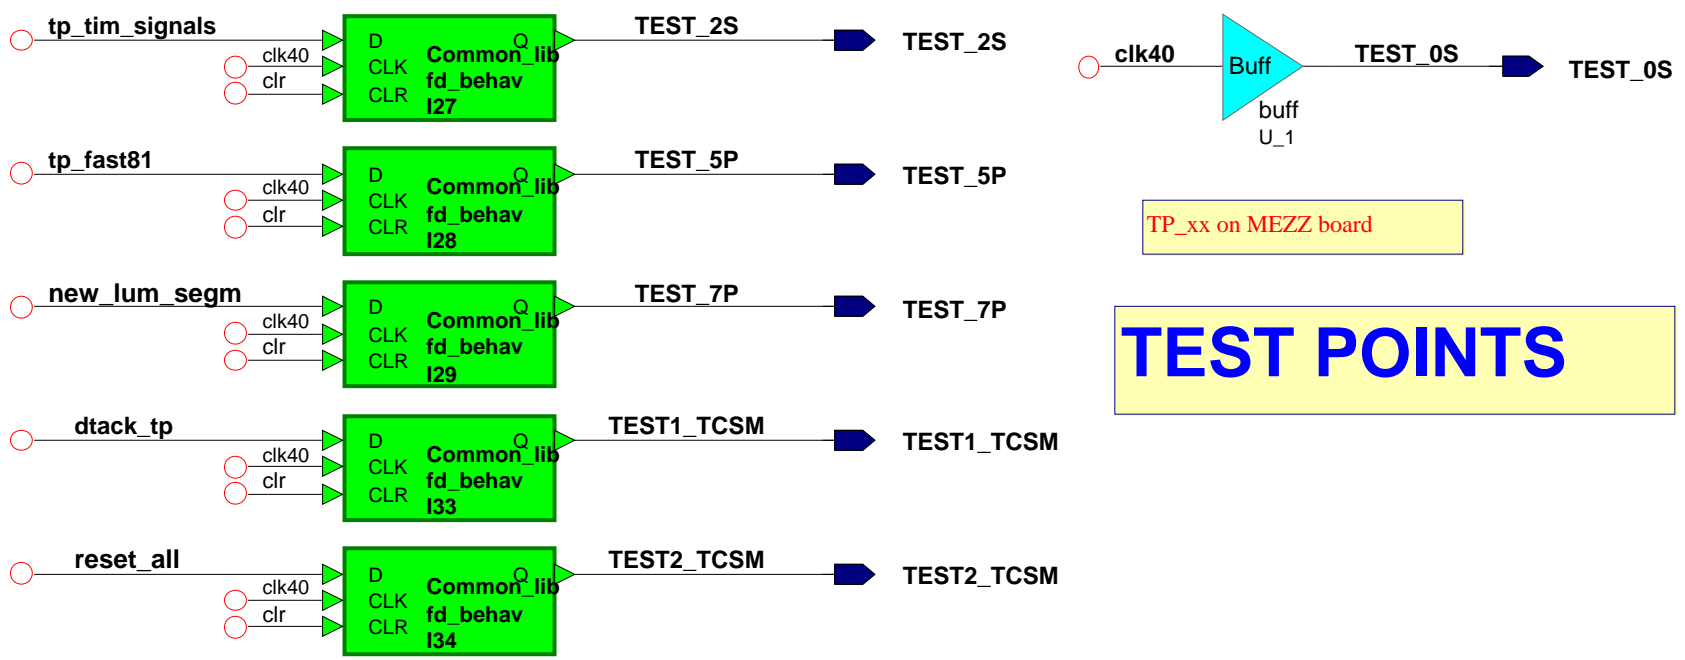 tp_tim_signals
clk40
clr
D
CLK
CLR
Q
Common_lib
fd_behav
I27
TEST_2S
TEST_2S
clk40
Buff
TEST_0S
TEST_0S
buff
U_1
tp_fast81
clk40
clr
D
CLK
CLR
Q
Common_lib
fd_behav
I28
TEST_5P
TEST_5P
TP_xx on MEZZ board
new_lum_segm
clk40
clr
D
CLK
CLR
Q
Common_lib
fd_behav
I29
TEST_7P
TEST_7P
TEST POINTS
dtack_tp
clk40
clr
D
CLK
CLR
Q
Common_lib
fd_behav
I33
TEST1_TCSM
TEST1_TCSM
reset_all
clk40
clr
D
CLK
CLR
Q
Common_lib
fd_behav
I34
TEST2_TCSM
TEST2_TCSM